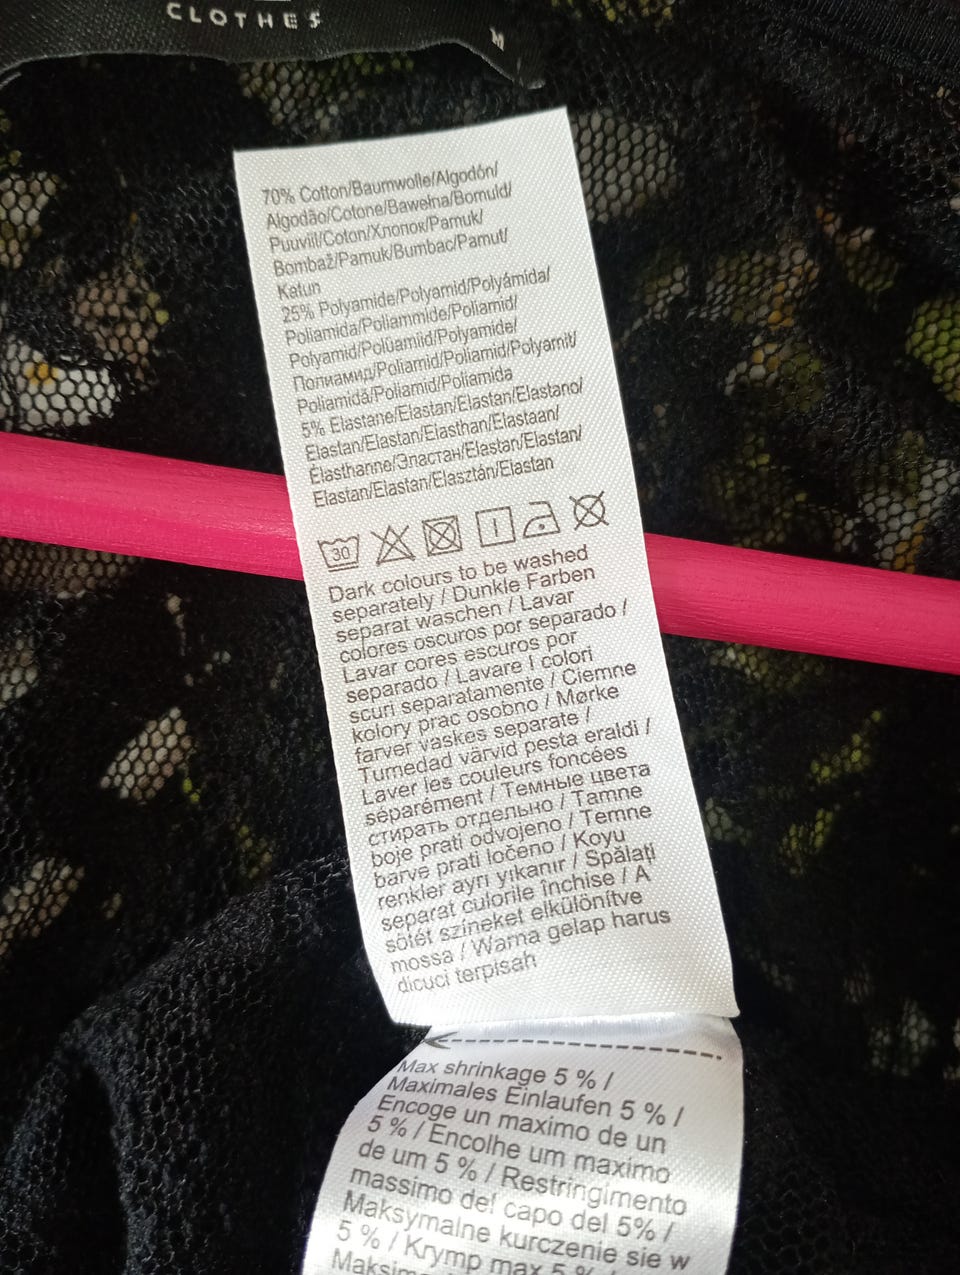 CLOTHES
M
70% Cotton/Baumwolle/Algodón/
Algodão/Cotone/Bawełna/Bomuld/
Puuvill/Coton/Хлопок/Pamuk/
Bombaž/Pamuk/Bumbac/Pamut/
Katun
25% Polyamide/Polyamid/Polyámida/
Poliamida/Poliammide/Poliamid/
Polyamid/Polüamiid/Polyamide/
Полиамид/Poliamid/Poliamid/Polyamit/
Poliamidà/Poliamid/Poliamida
5% Elastane/Elastan/Elastan/Elastano/
Elastan/Elastan/Elasthan/Elastaan/
Élasthanne/Эластан/Elastan/Elastan/
Elastan/Elastan/Elasztán/Elastan
30
Dark colours to be washed
separately / Dunkle Farben
separat waschen / Lavar
colores oscuros por separado /
Lavar cores escuros por
separado / Lavare I colori
scuri separatamente / Ciemne
kolory prac osobno / Mørke
farver vaskes separate /
Tumedad värvid pesta eraldi /
Laver les couleurs foncées
séparément / Темные цвета
стирать отдельно / Tamne
boje prati odvojeno / Temne
barve prati ločeno / Koyu
renkler ayrı yıkanır / Spălați
separat culorile închise / A
sötét színeket elkülönítve
mossa / Warna gelap harus
dicuci terpisah
Max shrinkage 5 % /
Maximales Einlaufen 5 % /
Encoge un maximo de un
5 % / Encolhe um maximo
de um 5 % / Restringimento
massimo del capo del 5% /
Maksymalne kurczenie sie w
5 % / Krymp max 5 % /